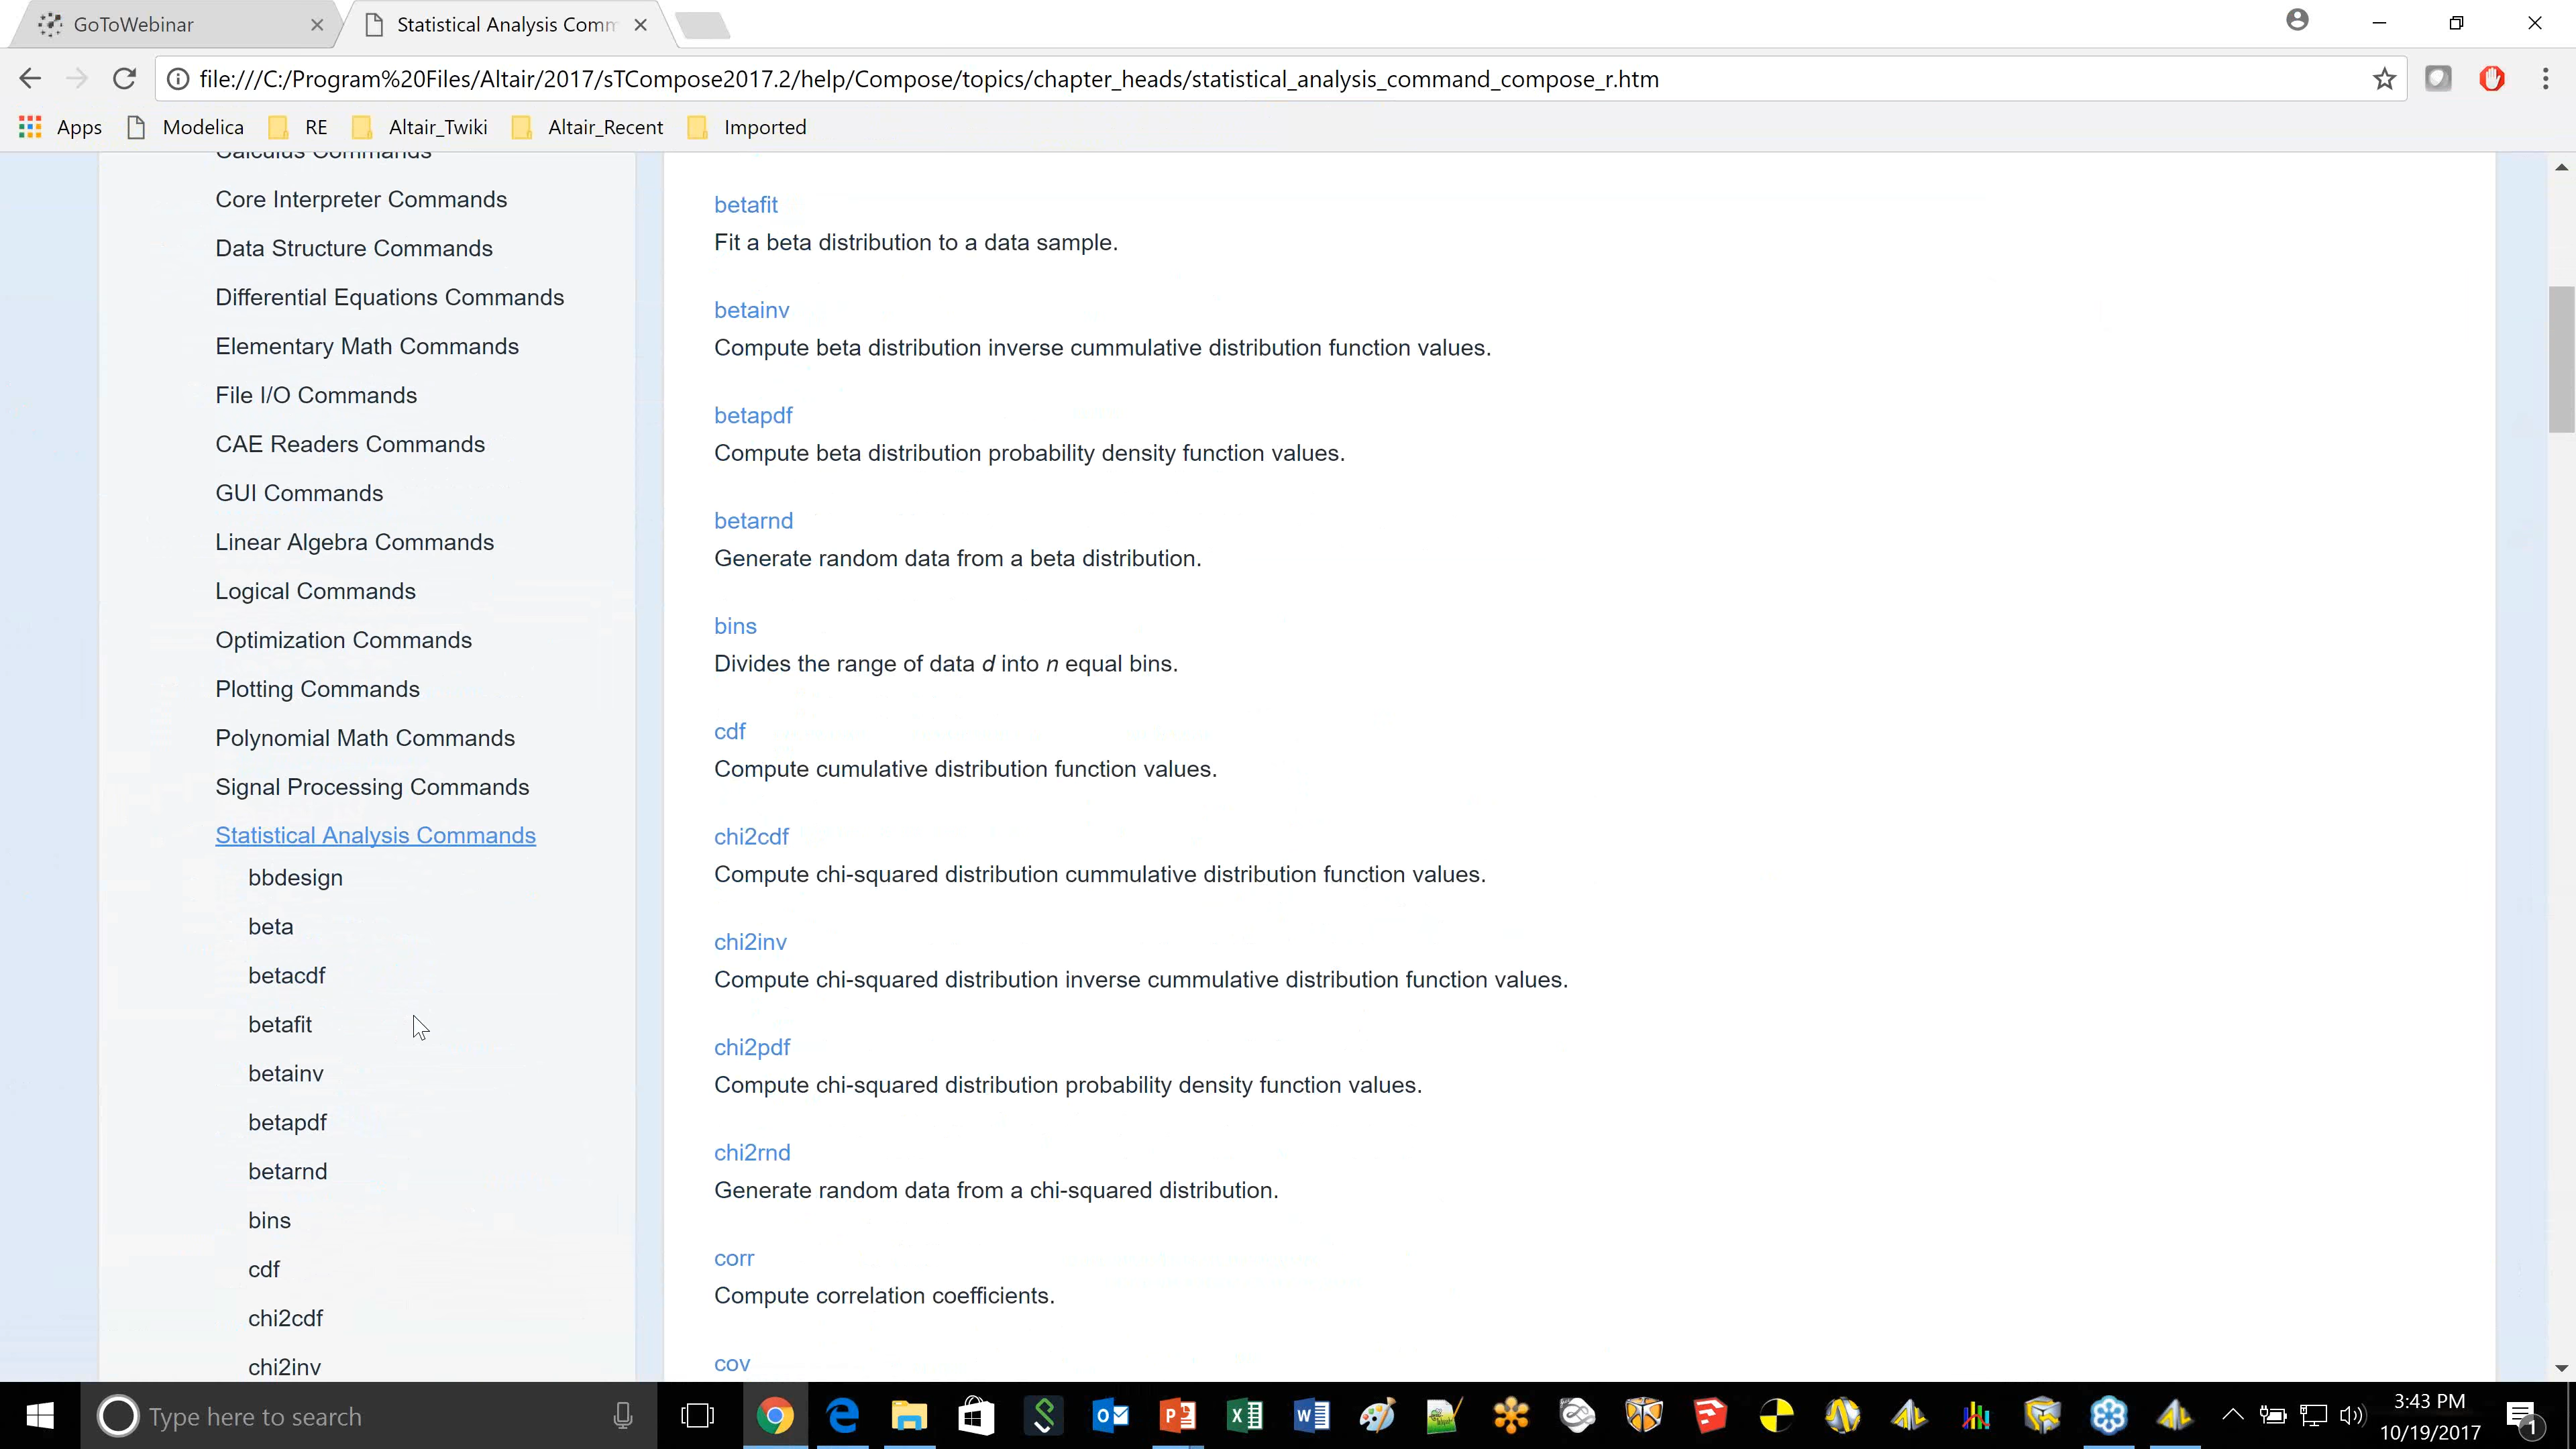 GoToWebinar
Statistical Analysis Comm
file:///C:/Program%20Files/Altair/2017/sTCompose2017.2/help/Compose/topics/chapter_heads/statistical_analysis_command_compose_r.htm
Apps Modelica RE Altair_Twiki Altair_Recent Imported
Calculus Commands
Core Interpreter Commands
Data Structure Commands
Differential Equations Commands
Elementary Math Commands
File I/O Commands
CAE Readers Commands
GUI Commands
Linear Algebra Commands
Logical Commands
Optimization Commands
Plotting Commands
Polynomial Math Commands
Signal Processing Commands
Statistical Analysis Commands
bbdesign
beta
betacdf
betafit
betainv
betapdf
betarnd
bins
cdf
chi2cdf
chi2inv
betafit
Fit a beta distribution to a data sample.
betainv
Compute beta distribution inverse cummulative distribution function values.
betapdf
Compute beta distribution probability density function values.
betarnd
Generate random data from a beta distribution.
bins
Divides the range of data d into n equal bins.
cdf
Compute cumulative distribution function values.
chi2cdf
Compute chi-squared distribution cummulative distribution function values.
chi2inv
Compute chi-squared distribution inverse cummulative distribution function values.
chi2pdf
Compute chi-squared distribution probability density function values.
chi2rnd
Generate random data from a chi-squared distribution.
corr
Compute correlation coefficients.
cov
Type here to search
3:43 PM
10/19/2017
1